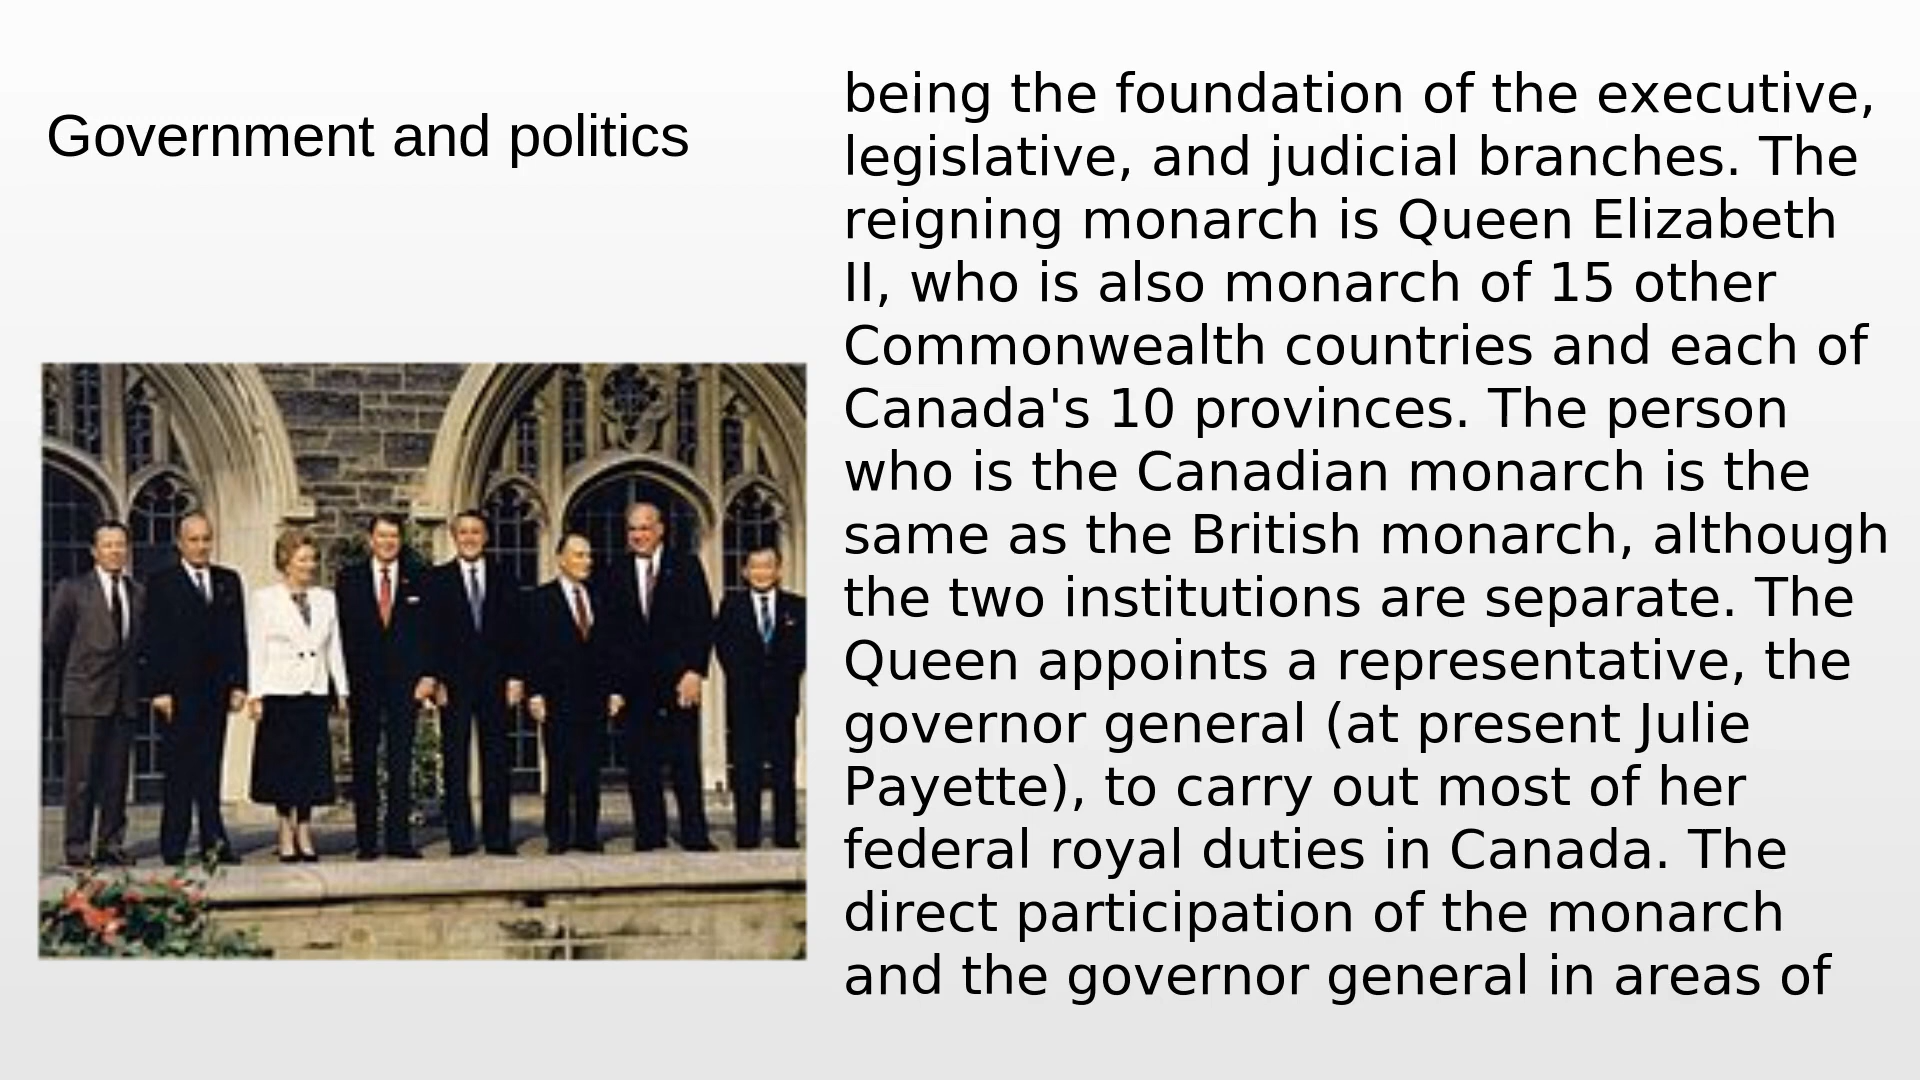 Government and politics
being the foundation of the executive,
legislative, and judicial branches. The
reigning monarch is Queen Elizabeth
II, who is also monarch of 15 other
Commonwealth countries and each of
Canada's 10 provinces. The person
who is the Canadian monarch is the
same as the British monarch, although
the two institutions are separate. The
Queen appoints a representative, the
governor general (at present Julie
Payette), to carry out most of her
federal royal duties in Canada. The
direct participation of the monarch
and the governor general in areas of